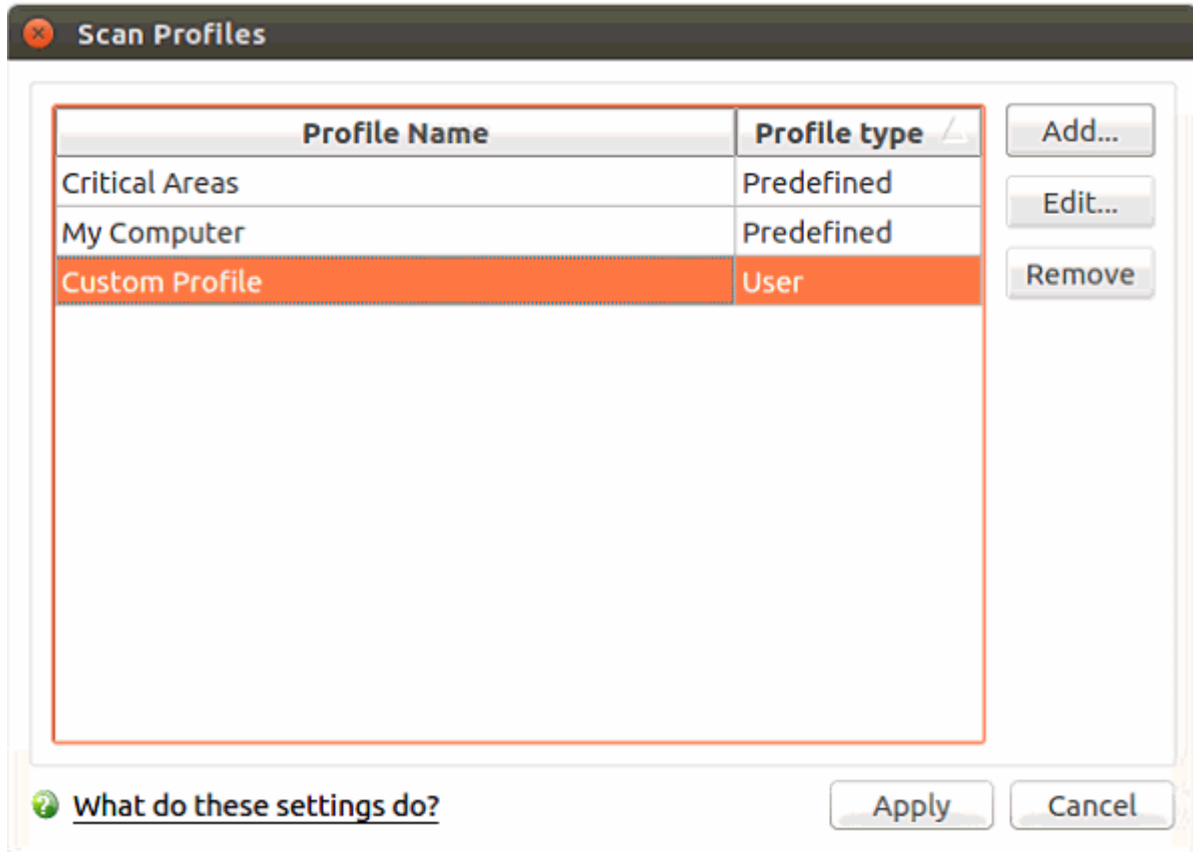 Scan Profiles
Profile Name Profile type Add...
Critical Areas Predefined
Edit...
My Computer Predefined
Custom Profile User Remove
What do these settings do? Apply Cancel